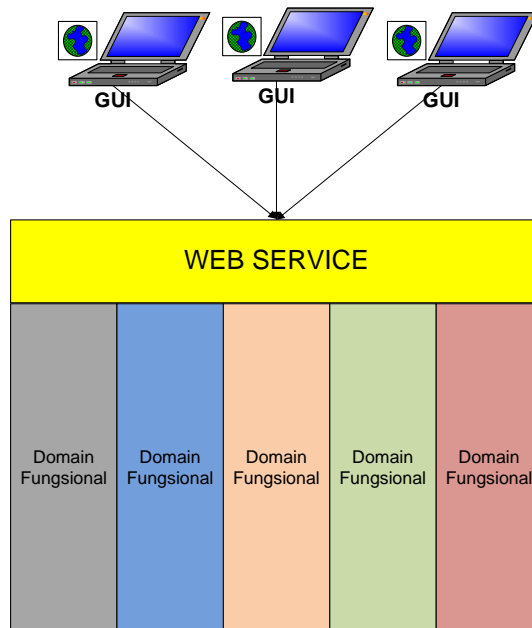 GUI
GUI
GUI
WEB SERVICE
Domain
Fungsional
Domain
Fungsional
Domain
Fungsional
Domain
Fungsional
Domain
Fungsional